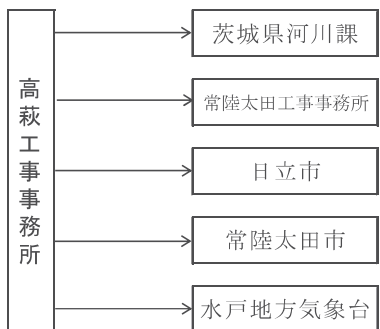 高萩工事事務所
茨城県河川課
常陸太田工事事務所
日立市
常陸太田市
水戸地方気象台